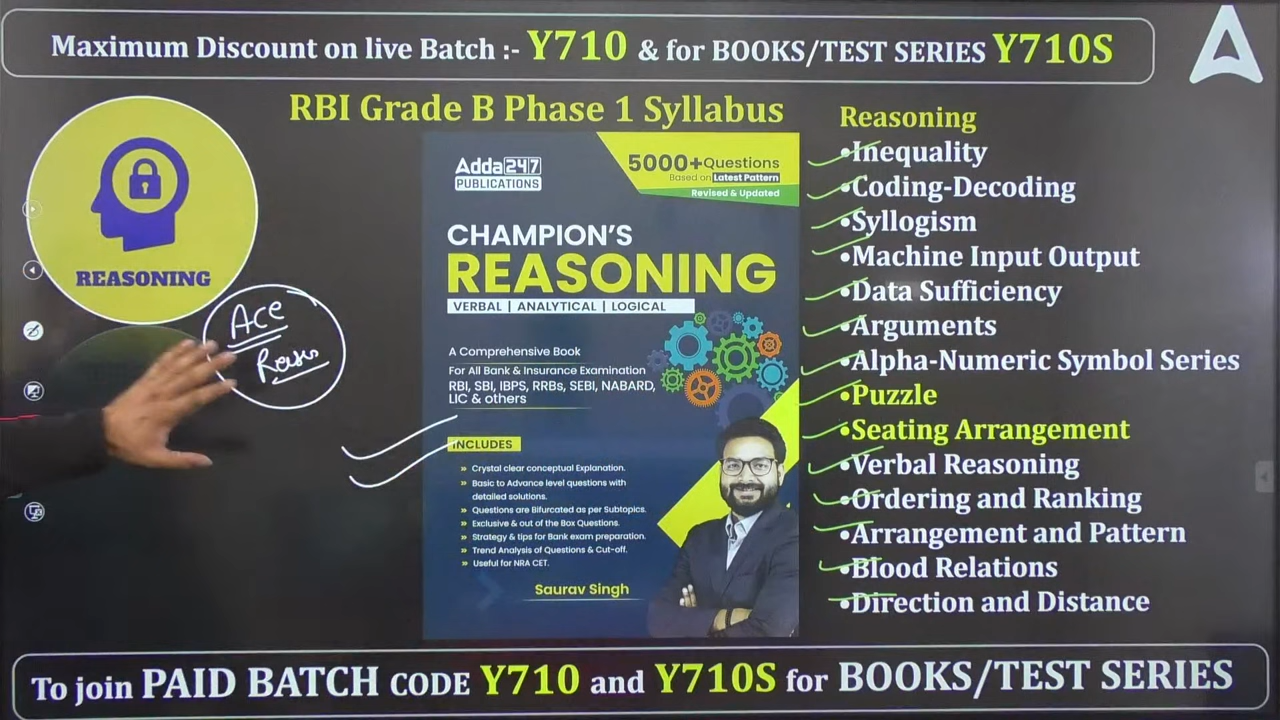 Maximum Discount on live Batch :- Y710 & for BOOKS/TEST SERIES Y710S
RBI Grade B Phase 1 Syllabus
REASONING
Ace
Adda247
PUBLICATIONS
5000+ Questions
Based on Latest Pattern
Revised & Updated
CHAMPION'S
REASONING
VERBAL | ANALYTICAL | LOGICAL
A Comprehensive Book
For All Bank & Insurance Examination
RBI, SBI, IBPS, RRBs, SEBI, NABARD,
LIC & others
INCLUDES
» Crystal clear conceptual Explanation.
» Basic to Advance level questions with
detailed solutions.
» Questions are Bifurcated as per Subtopics.
» Exclusive & out of the Box Questions.
» Strategy & tips for Bank exam preparation.
» Trend Analysis of Questions & Cut-off.
» Useful for NRA CET.
Saurav Singh
Reasoning
•Inequality
•Coding-Decoding
•Syllogism
•Machine Input Output
•Data Sufficiency
•Arguments
•Alpha-Numeric Symbol Series
•Puzzle
•Seating Arrangement
•Verbal Reasoning
•Ordering and Ranking
•Arrangement and Pattern
•Blood Relations
•Direction and Distance
To join PAID BATCH CODE Y710 and Y710S for BOOKS/TEST SERIES